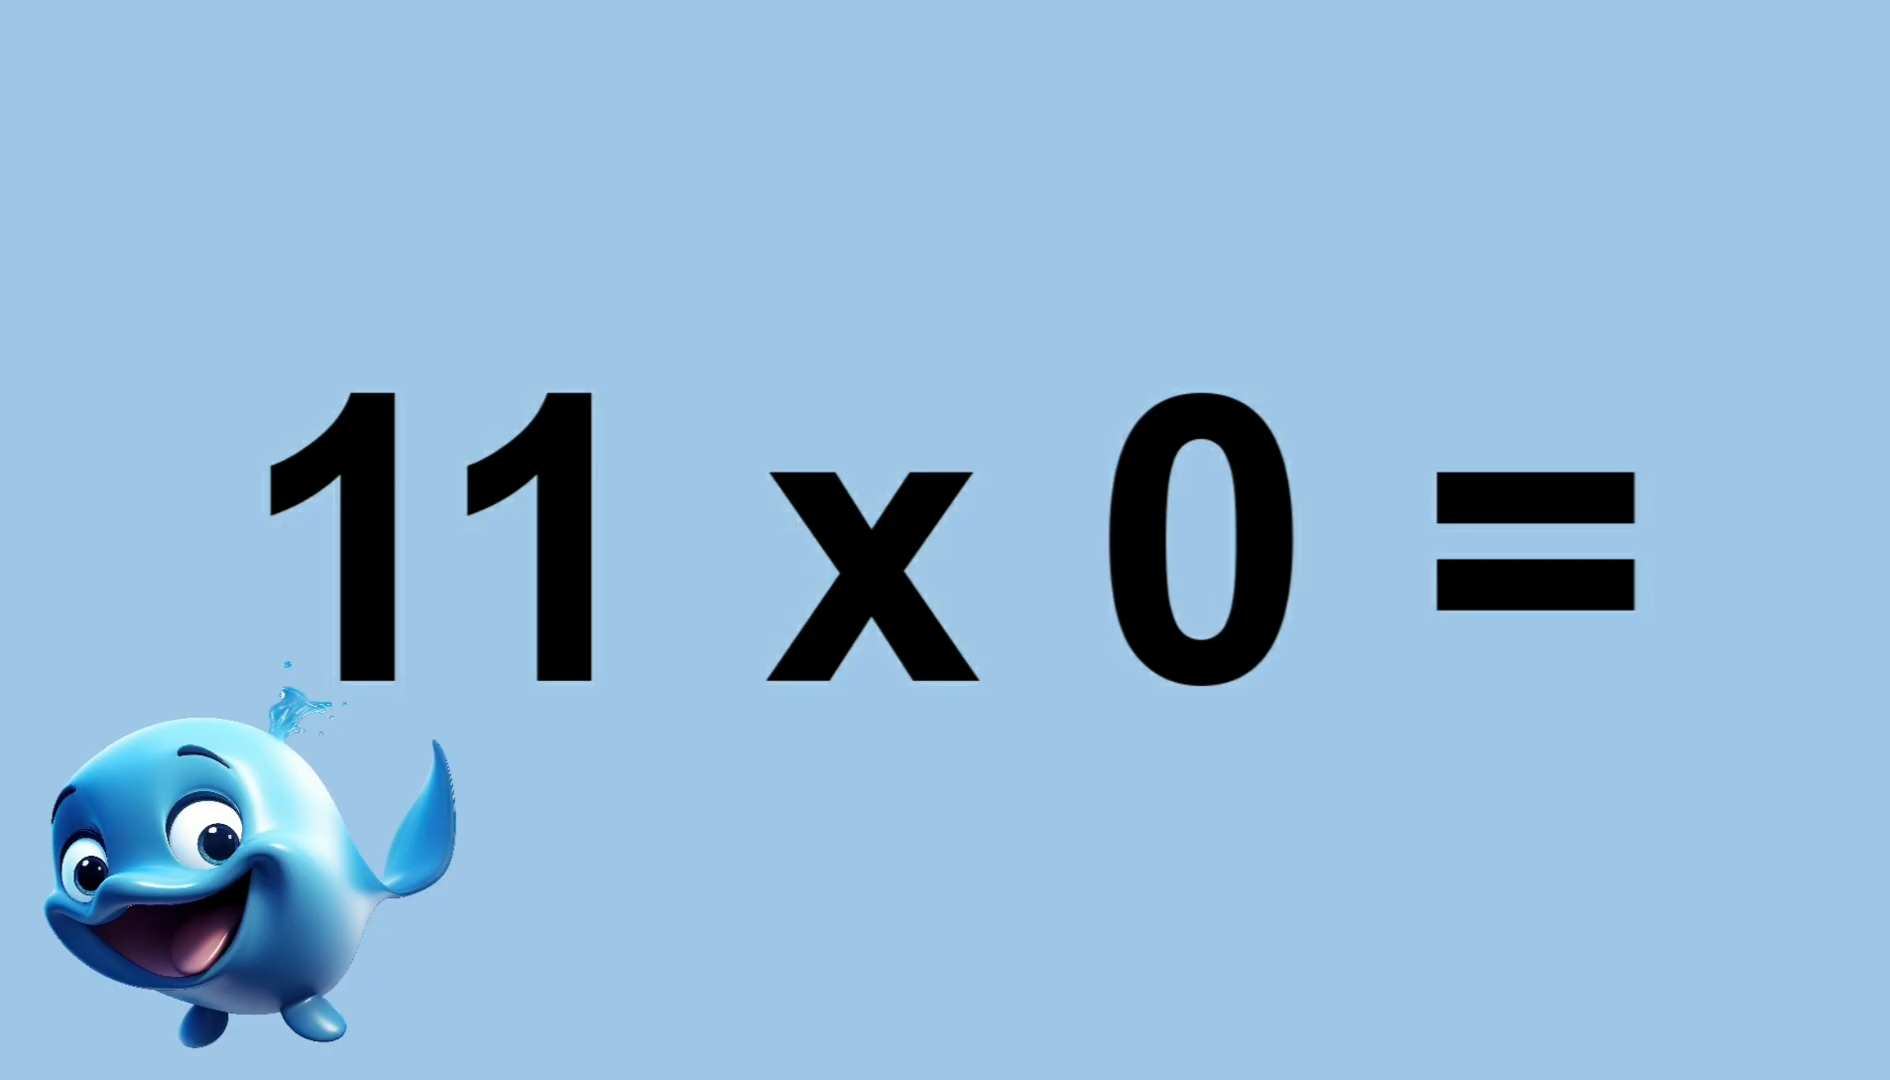 11 x 0 =